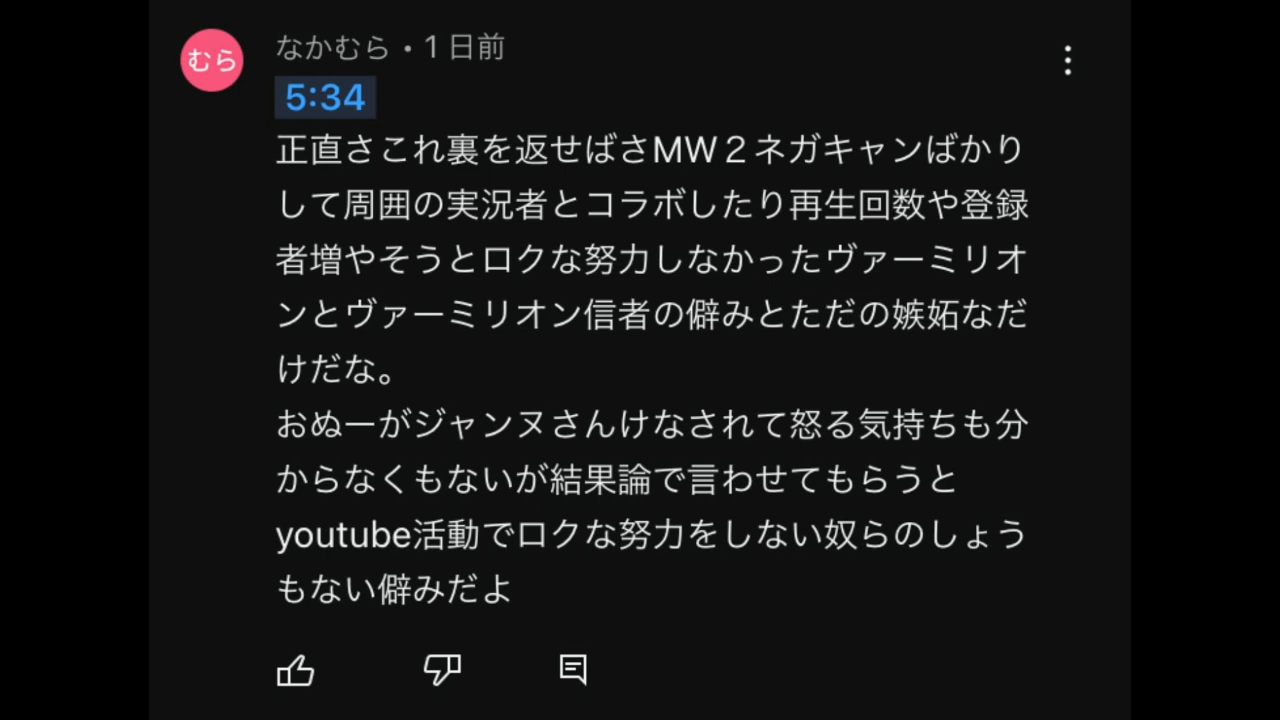 むら
なかむら・1日前
5:34
正直さこれ裏を返せばさMW２ネガキャンばかり
して周囲の実況者とコラボしたり再生回数や登録
者増やそうとロクな努力しなかったヴァーミリオ
ンとヴァーミリオン信者の僻みとただの嫉妬なだ
けだな。
おぬーがジャンヌさんけなされて怒る気持ちも分
からなくもないが結果論で言わせてもらうと
youtube活動でロクな努力をしない奴らのしょう
もない僻みだよ